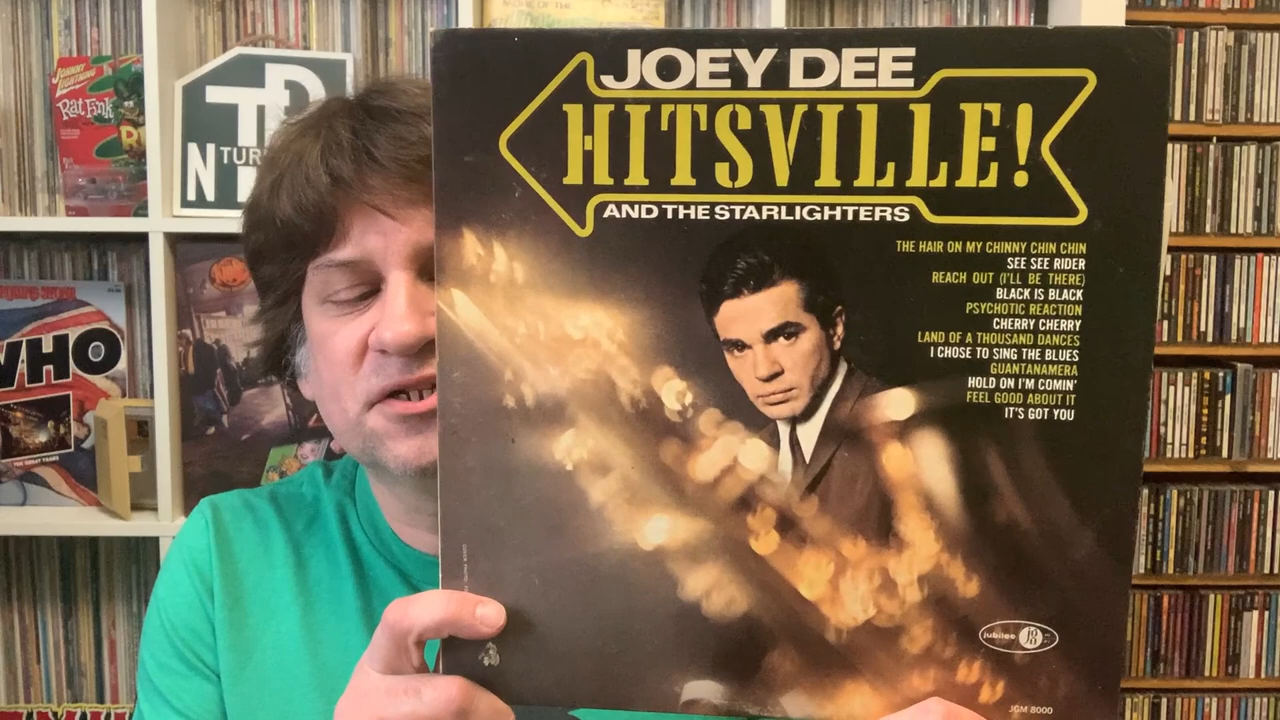 JOHNNY LIGHTNING
Rat Fink
N TUR
WHO
JOEY DEE
HITSVILLE!
AND THE STARLIGHTERS
THE HAIR ON MY CHINNY CHIN CHIN
SEE SEE RIDER
REACH OUT (I'LL BE THERE)
BLACK IS BLACK
PSYCHOTIC REACTION
CHERRY CHERRY
LAND OF A THOUSAND DANCES
I CHOSE TO SING THE BLUES
GUANTANAMERA
HOLD ON I'M COMIN'
FEEL GOOD ABOUT IT
IT'S GOT YOU
jubilee
JGM 8000